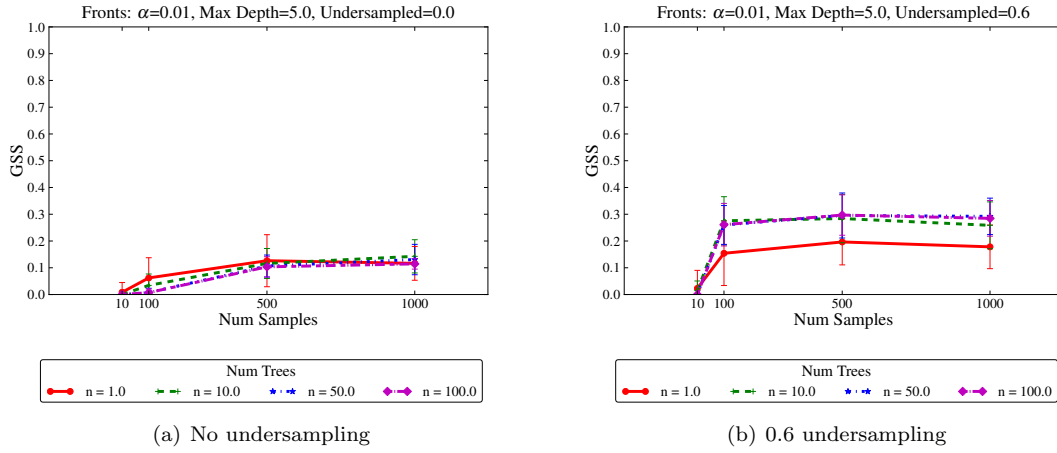 Fronts: α=0.01, Max Depth=5.0, Undersampled=0.0
1.0
0.9
0.8
0.7
0.6
0.5
0.4
0.3
0.2
0.1
0.0
GSS
10 100 500 1000
Num Samples
Num Trees
n = 1.0 n = 10.0 n = 50.0 n = 100.0
(a) No undersampling
Fronts: α=0.01, Max Depth=5.0, Undersampled=0.6
1.0
0.9
0.8
0.7
0.6
0.5
0.4
0.3
0.2
0.1
0.0
GSS
10 100 500 1000
Num Samples
Num Trees
n = 1.0 n = 10.0 n = 50.0 n = 100.0
(b) 0.6 undersampling